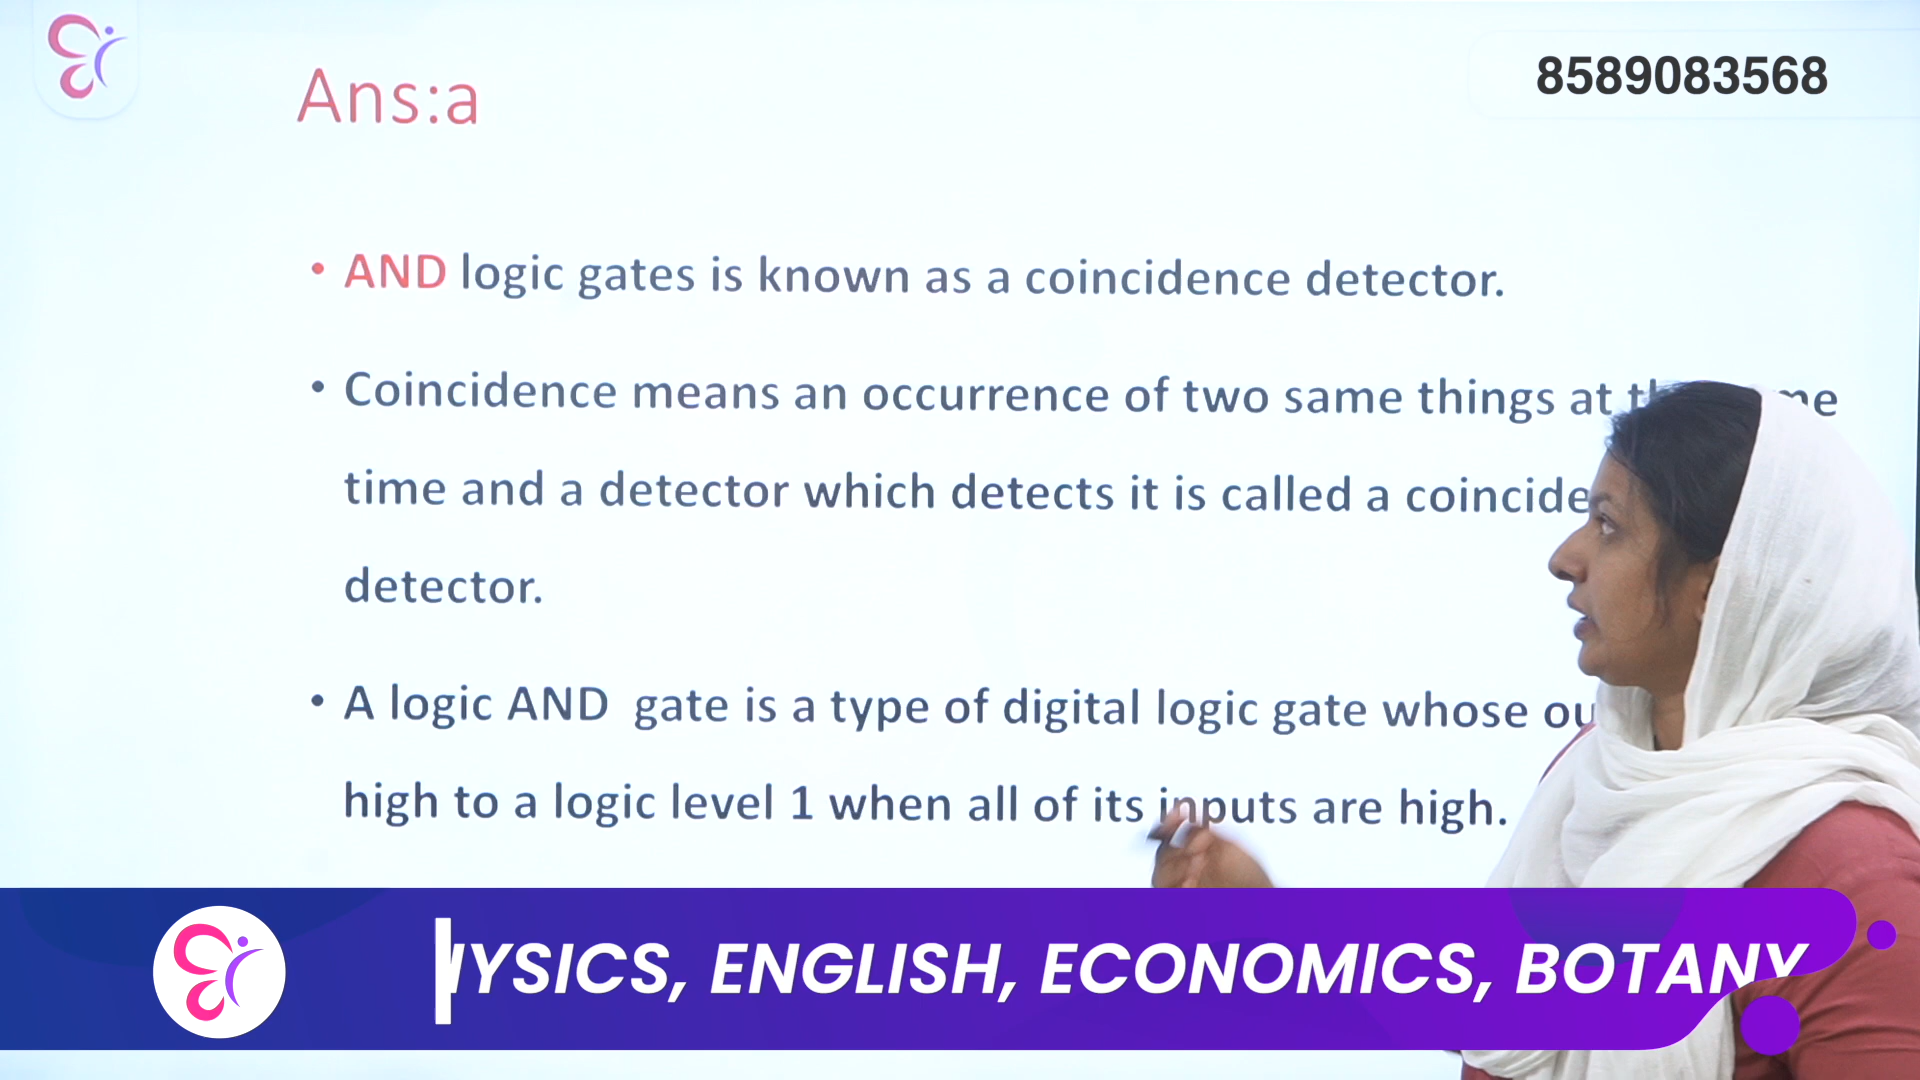 8589083568
Ans:a
• AND logic gates is known as a coincidence detector.
• Coincidence means an occurrence of two same things at
time and a detector which detects it is called a
detector.
• A logic AND gate is a type of digital logic gate whose
high to a logic level 1 when all of its inputs are high.
ENGLISH, ECONOMICS, BOTANY